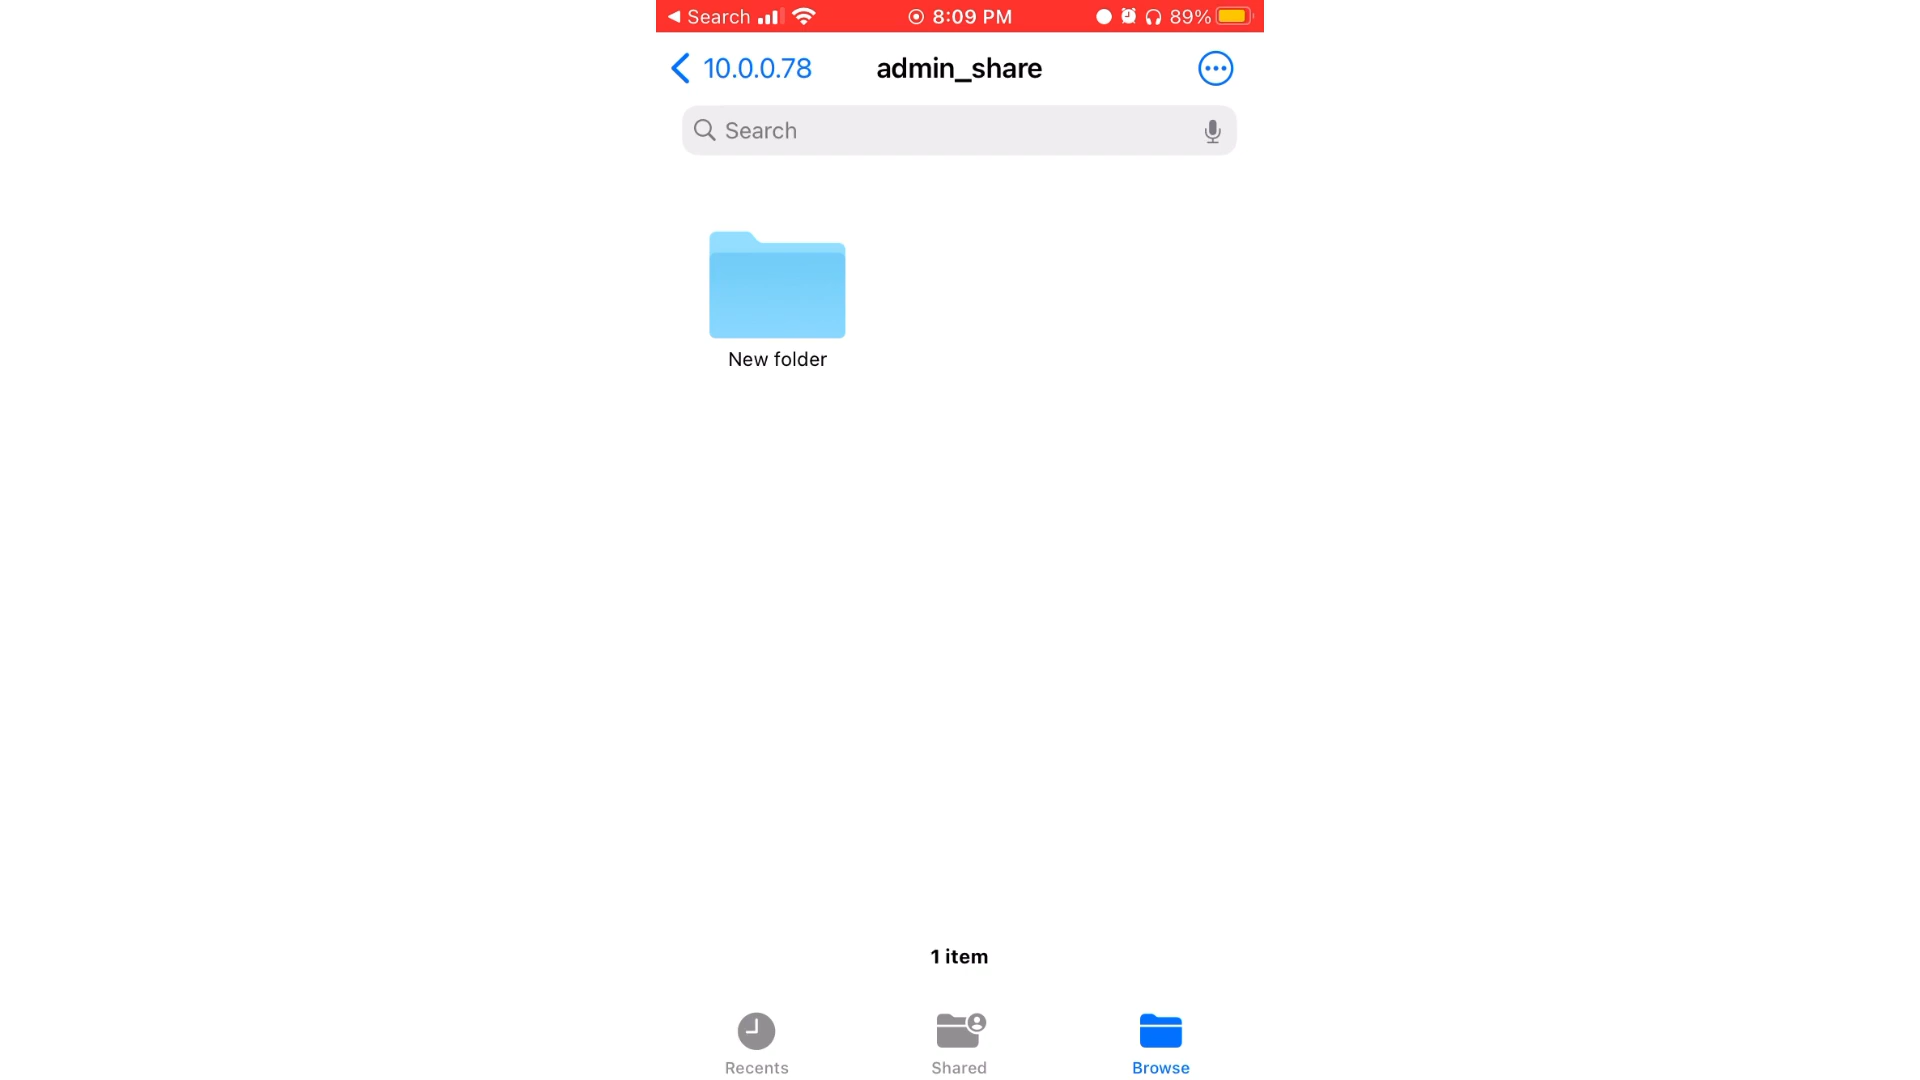 Search 8:09 PM 89%
10.0.0.78 admin_share
Search
New folder
1 item
Recents Shared Browse